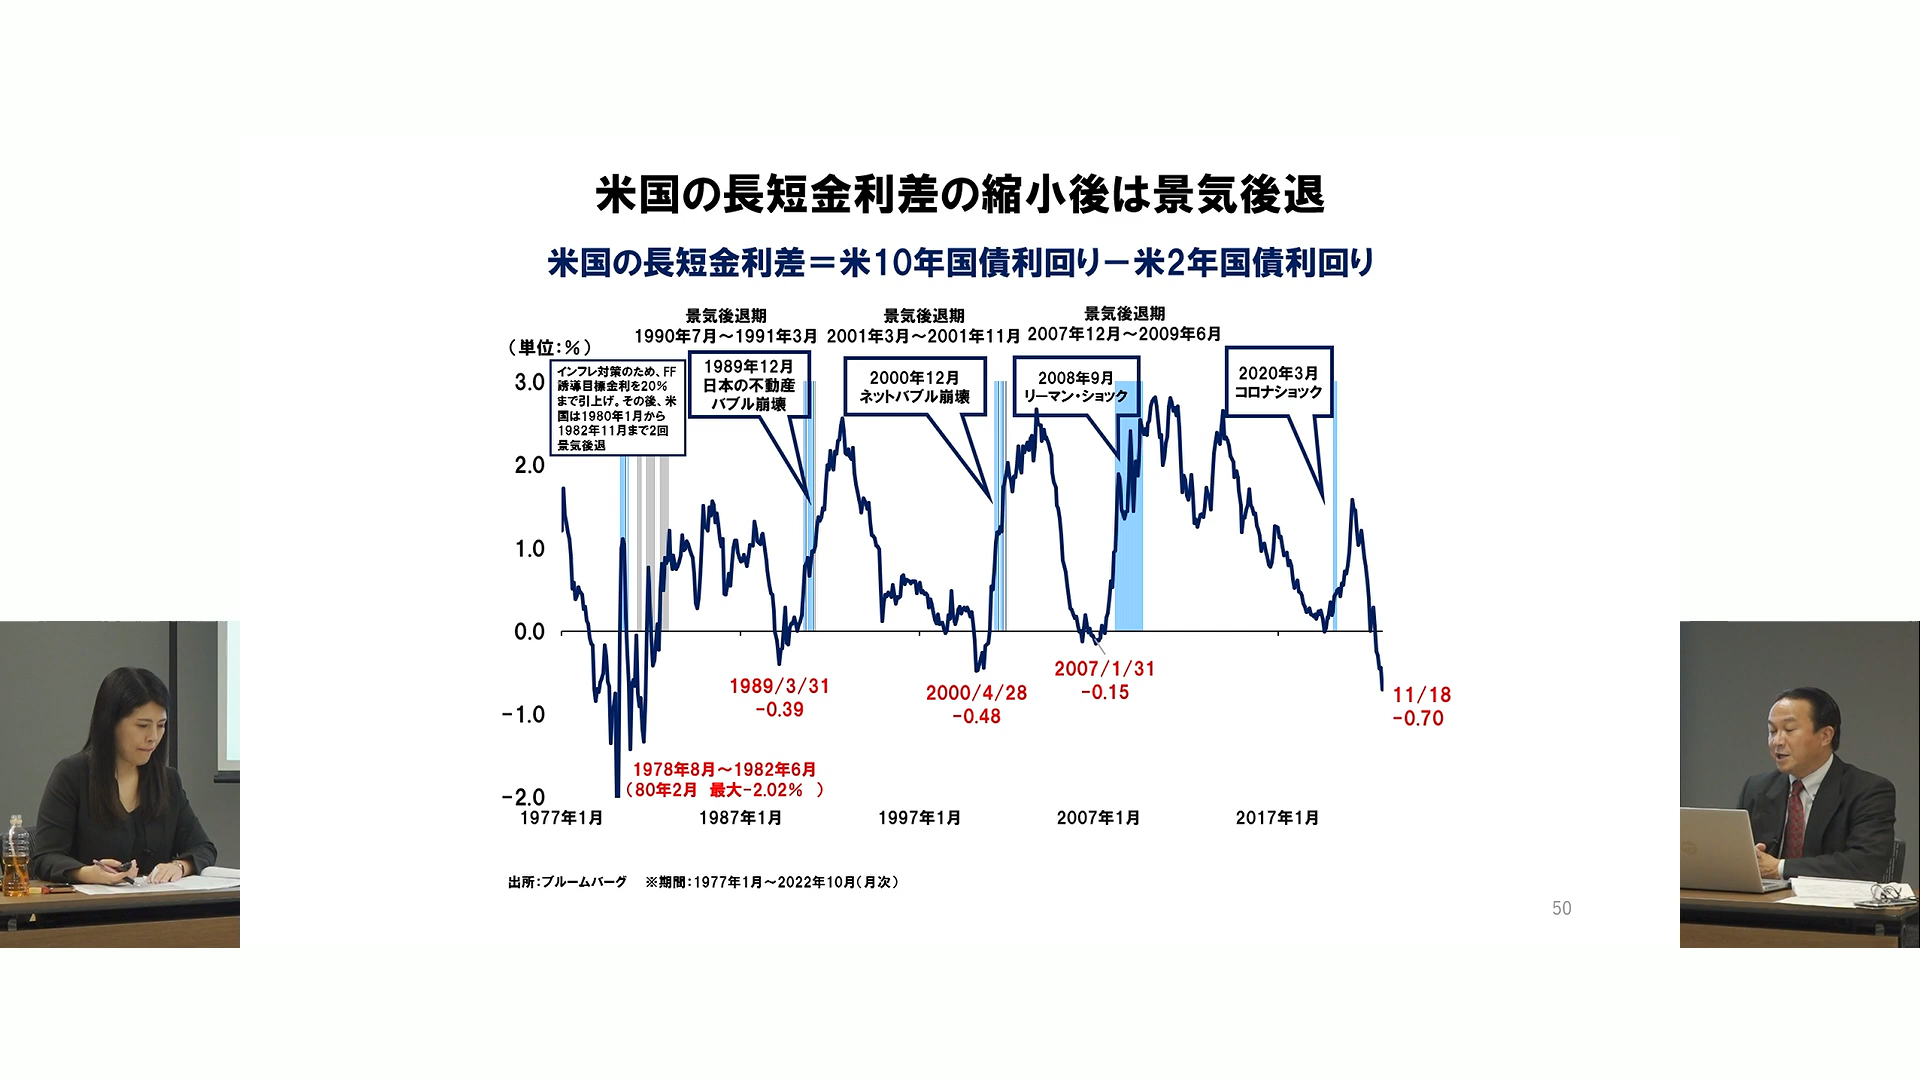 米国の長短金利差の縮小後は景気後退
米国の長短金利差＝米10年国債利回り－米2年国債利回り
景気後退期
1990年7月～1991年3月
景気後退期
2001年3月～2001年11月
景気後退期
2007年12月～2009年6月
（単位：％）
インフレ対策のため、FF
誘導目標金利を20%
まで引上げ。その後、米
国は1980年1月から
1982年11月まで2回
景気後退
1989年12月
日本の不動産
バブル崩壊
2000年12月
ネットバブル崩壊
2008年9月
リーマン・ショック
2020年3月
コロナショック
3.0
2.0
1.0
0.0
-1.0
-2.0
1989/3/31
-0.39
2000/4/28
-0.48
2007/1/31
-0.15
11/18
-0.70
1978年8月～1982年6月
（80年2月 最大-2.02% ）
1977年1月
1987年1月
1997年1月
2007年1月
2017年1月
出所：ブルームバーグ ※期間：1977年1月～2022年10月（月次）
50